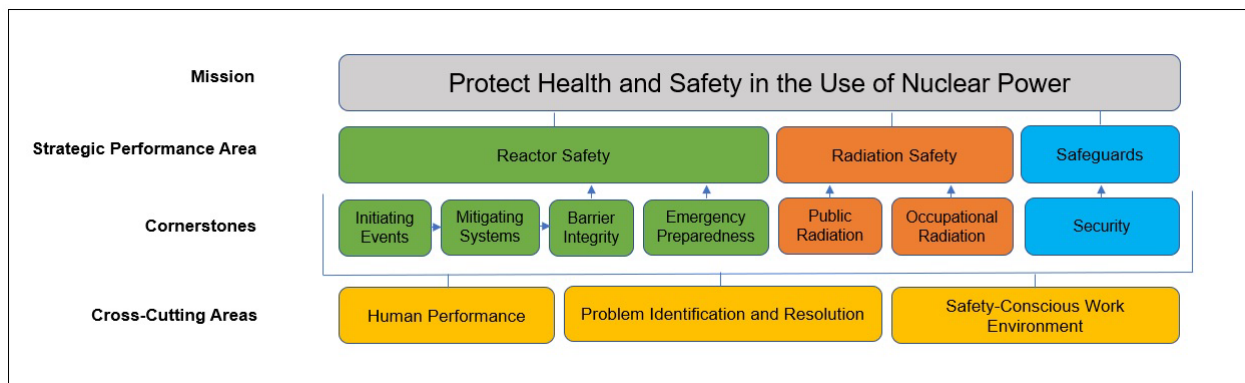 Mission
Protect Health and Safety in the Use of Nuclear Power
Strategic Performance Area
Reactor Safety
Radiation Safety
Safeguards
Cornerstones
Initiating
Events
Mitigating
Systems
Barrier
Integrity
Emergency
Preparedness
Public
Radiation
Occupational
Radiation
Security
Cross-Cutting Areas
Human Performance
Problem Identification and Resolution
Safety-Conscious Work
Environment